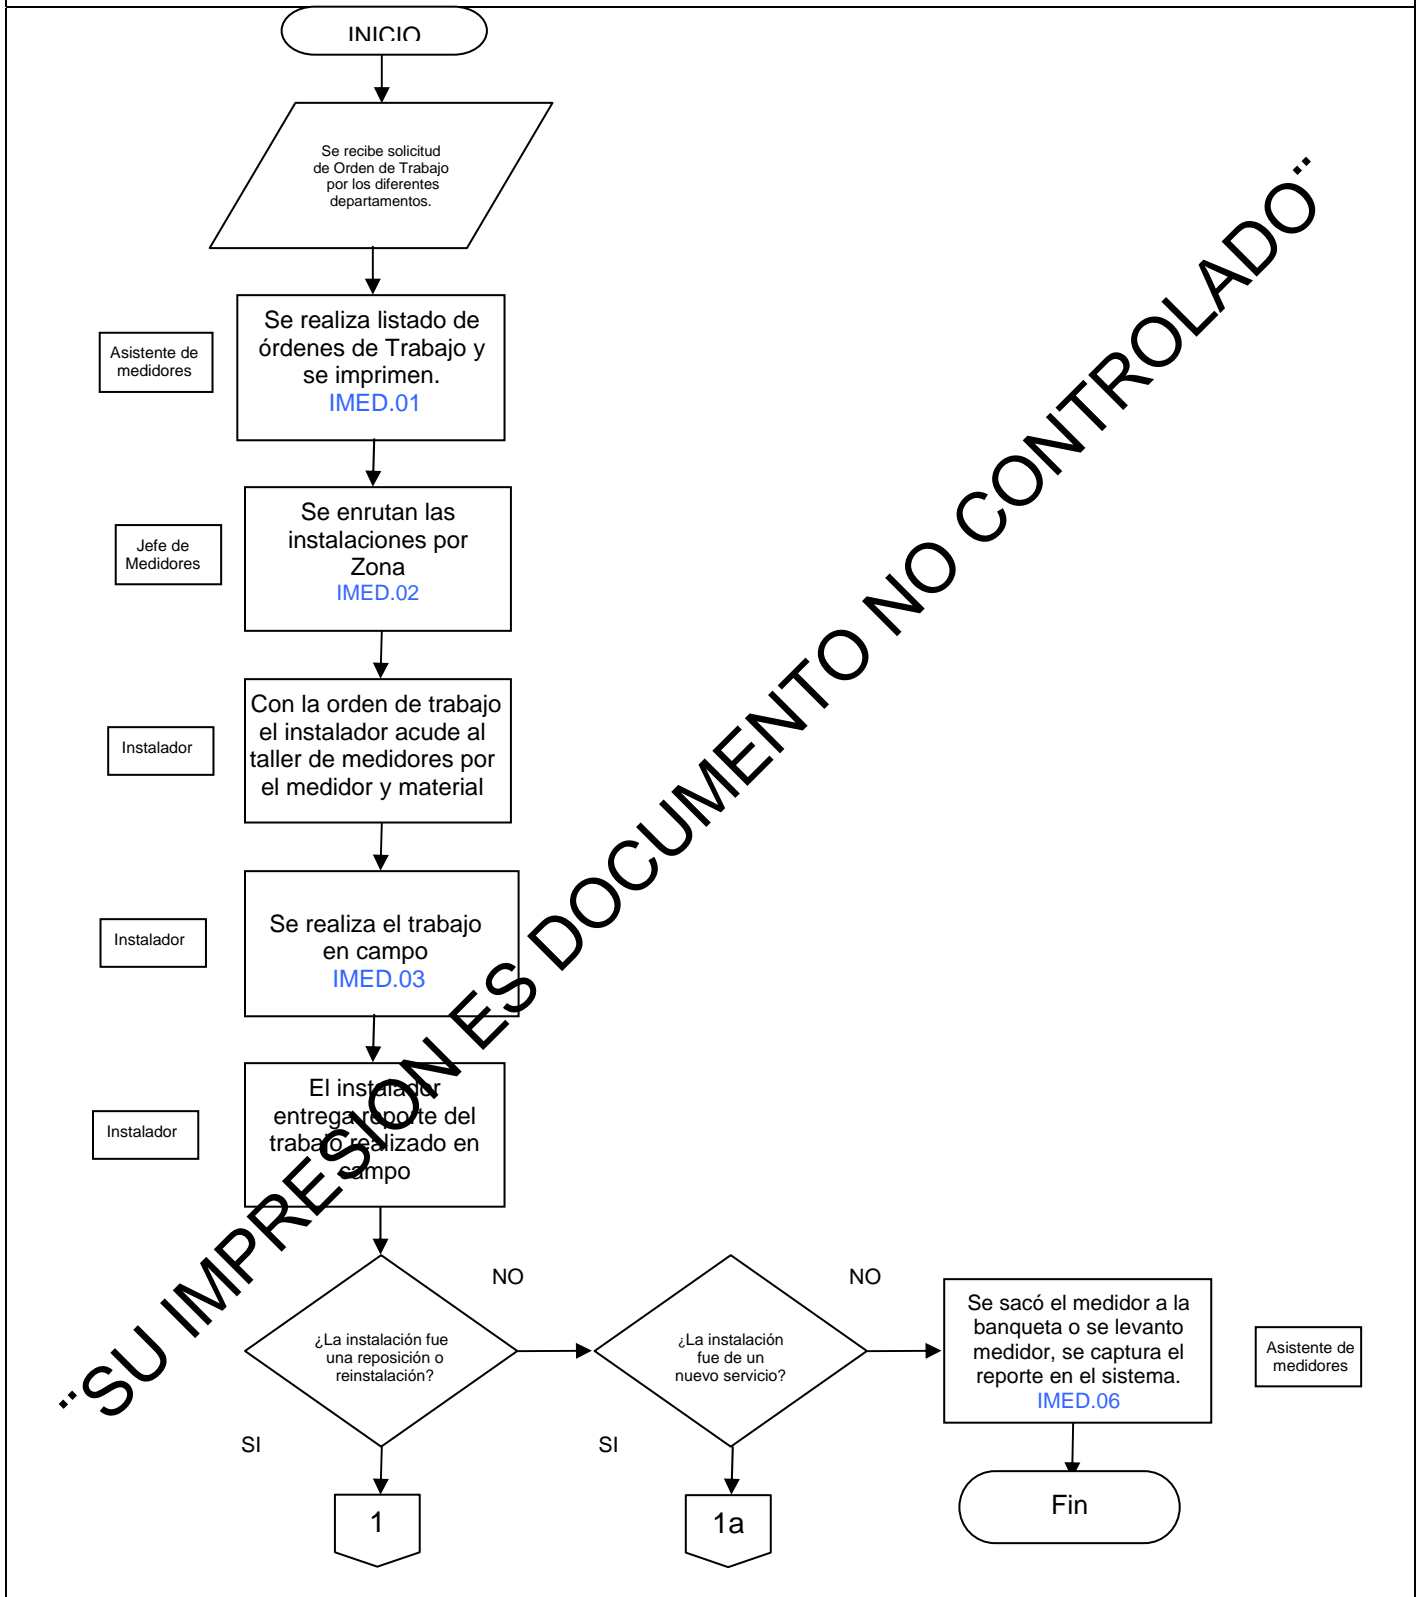 INICIO
Se recibe solicitud
de Orden de Trabajo
por los diferentes
departamentos.
Asistente de
medidores
Se realiza listado de
órdenes de Trabajo y
se imprimen.
IMED.01
Jefe de
Medidores
Se enrutan las
instalaciones por
Zona
IMED.02
Instalador
Con la orden de trabajo
el instalador acude al
taller de medidores por
el medidor y material
Instalador
Se realiza el trabajo
en campo
IMED.03
Instalador
El instalador
entrega reporte del
trabajo realizado en
campo
¿La instalación fue
una reposición o
reinstalación?
NO
SI
1
¿La instalación
fue de un
nuevo servicio?
NO
SI
1a
Se sacó el medidor a la
banqueta o se levanto
medidor, se captura el
reporte en el sistema.
IMED.06
Asistente de
medidores
Fin
¨SU IMPRESION ES DOCUMENTO NO CONTROLADO¨